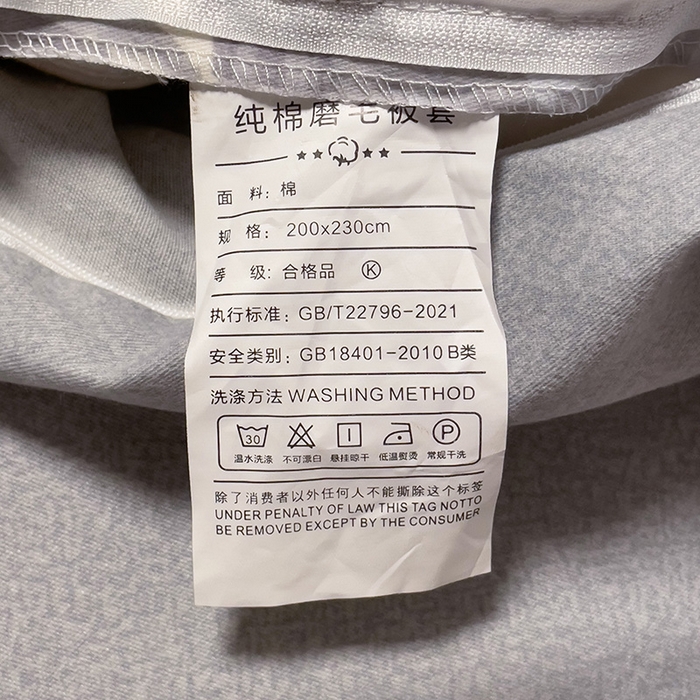 纯棉磨毛被套
面 料: 棉
规 格: 200x230cm
等 级: 合格品 Ⓚ
执行标准: GB/T22796-2021
安全类别: GB18401-2010 B类
洗涤方法 WASHING METHOD
30 P
温水洗涤 不可漂白 悬挂晾干 低温熨烫 常规干洗
除了消费者以外任何人不能撕除这个标签
UNDER PENALTY OF LAW THIS TAG NOTTO
BE REMOVED EXCEPT BY THE CONSUMER